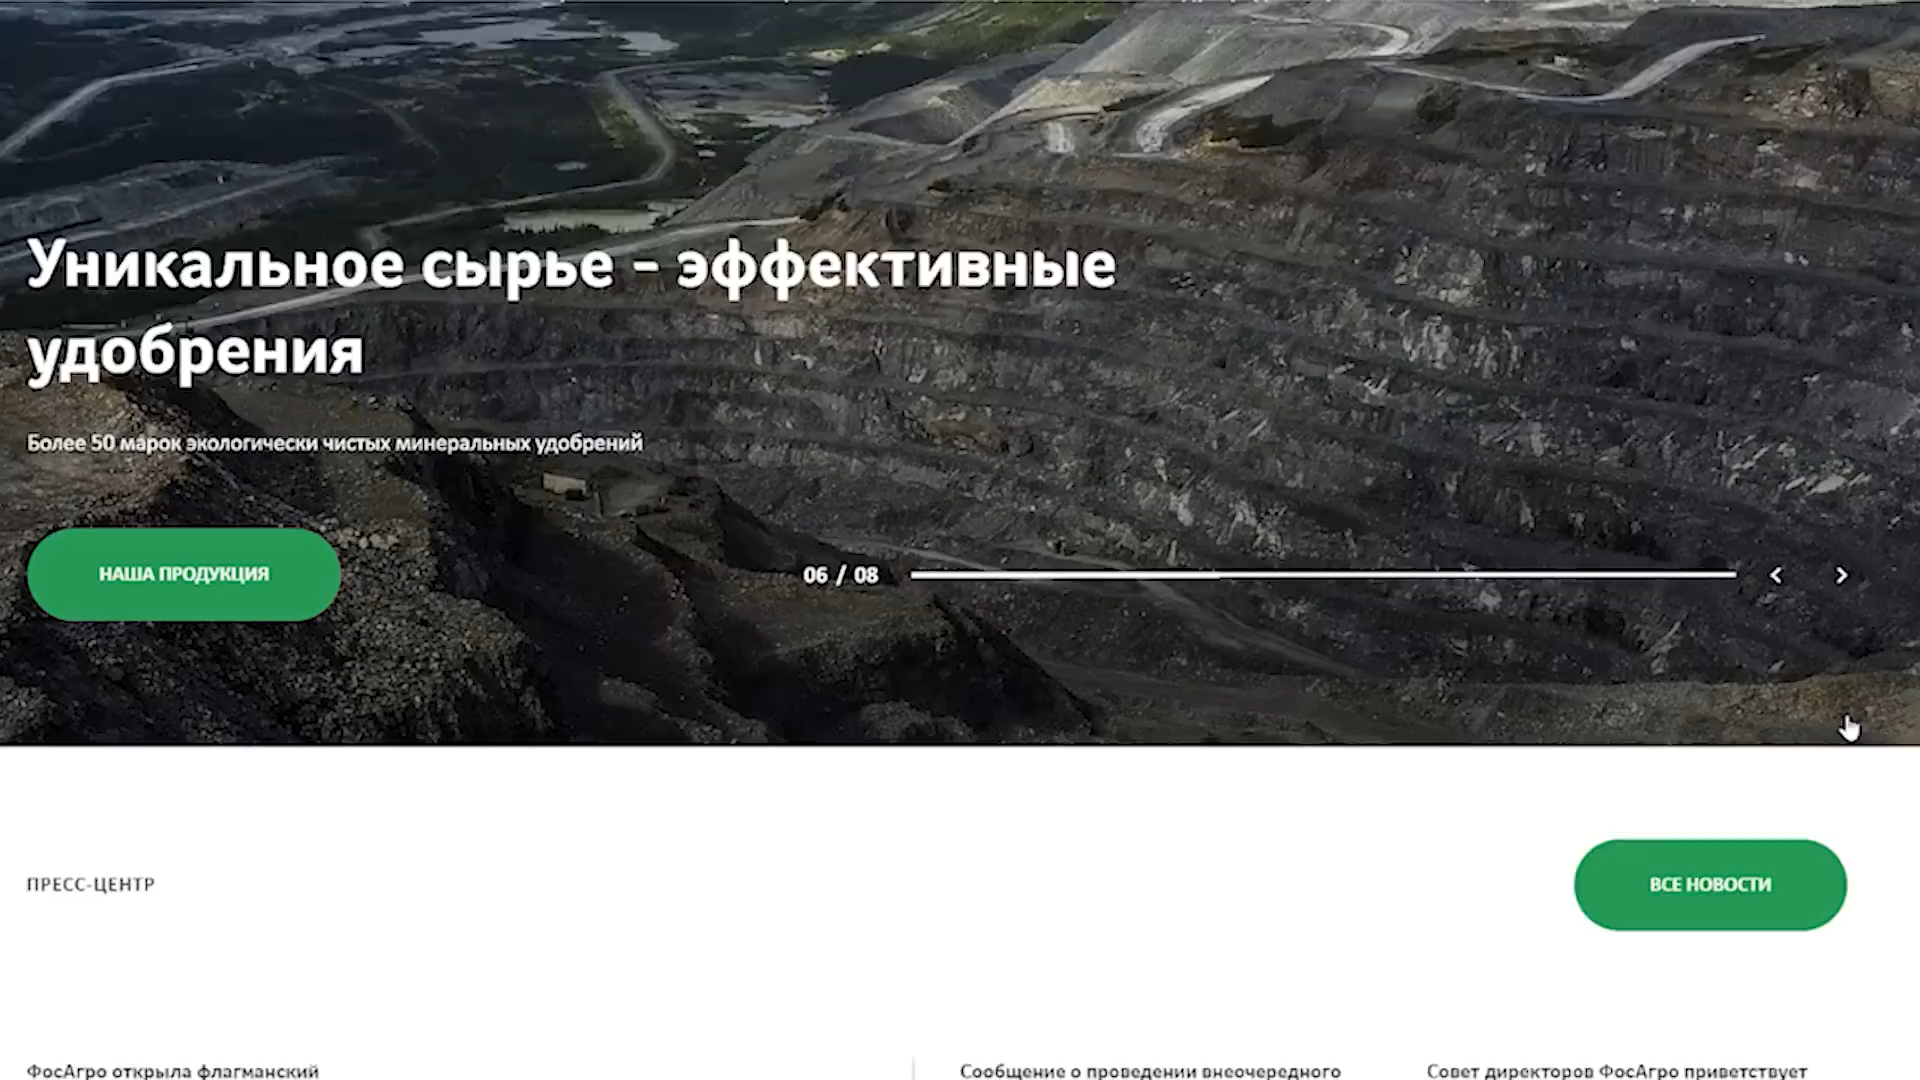 Уникальное сырье - эффективные
удобрения
Более 50 марок экологически чистых минеральных удобрений
НАША ПРОДУКЦИЯ
06 / 08
ПРЕСС-ЦЕНТР
ВСЕ НОВОСТИ
ФосАгро открыла флагманский
Сообщение о проведении внеочередного
Совет директоров ФосАгро приветствует